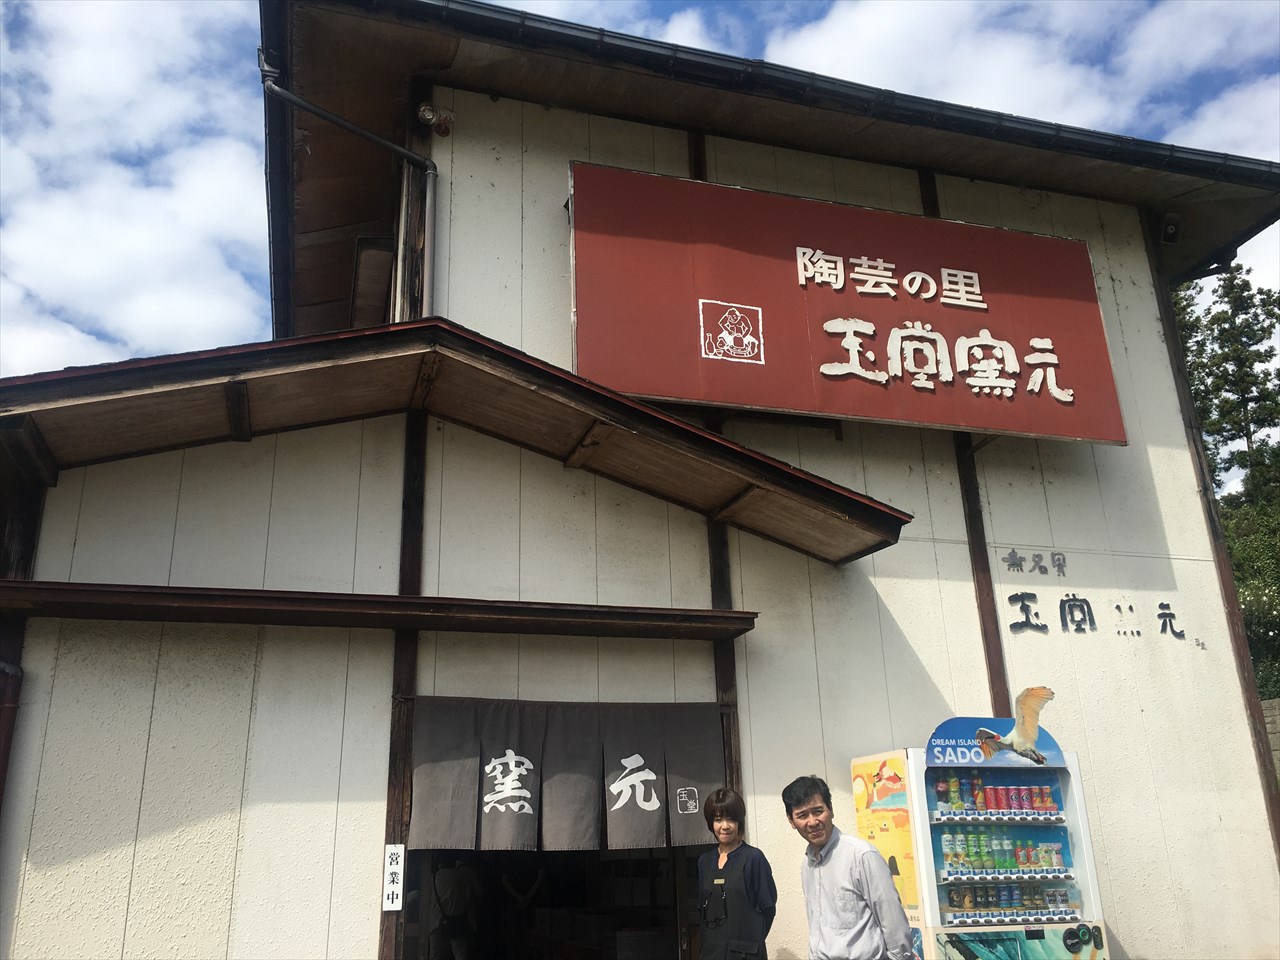 陶芸の里
玉堂窯元
無名異
玉堂 元
窯元
玉堂
営業中
DREAM ISLAND
SADO